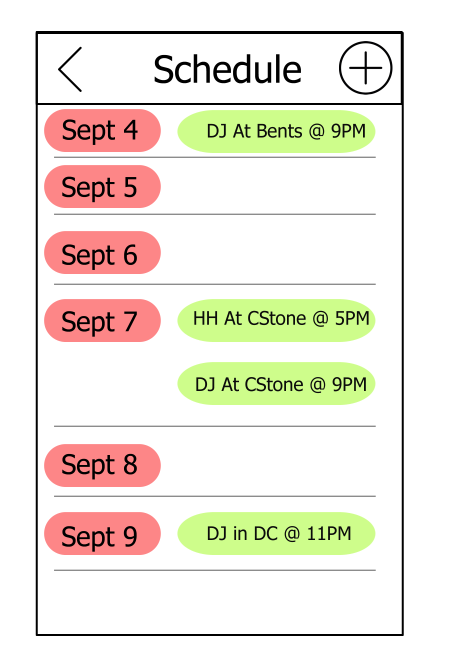 Schedule
Sept 4 DJ At Bents @ 9PM
Sept 5
Sept 6
Sept 7 HH At CStone @ 5PM
DJ At CStone @ 9PM
Sept 8
Sept 9 DJ in DC @ 11PM